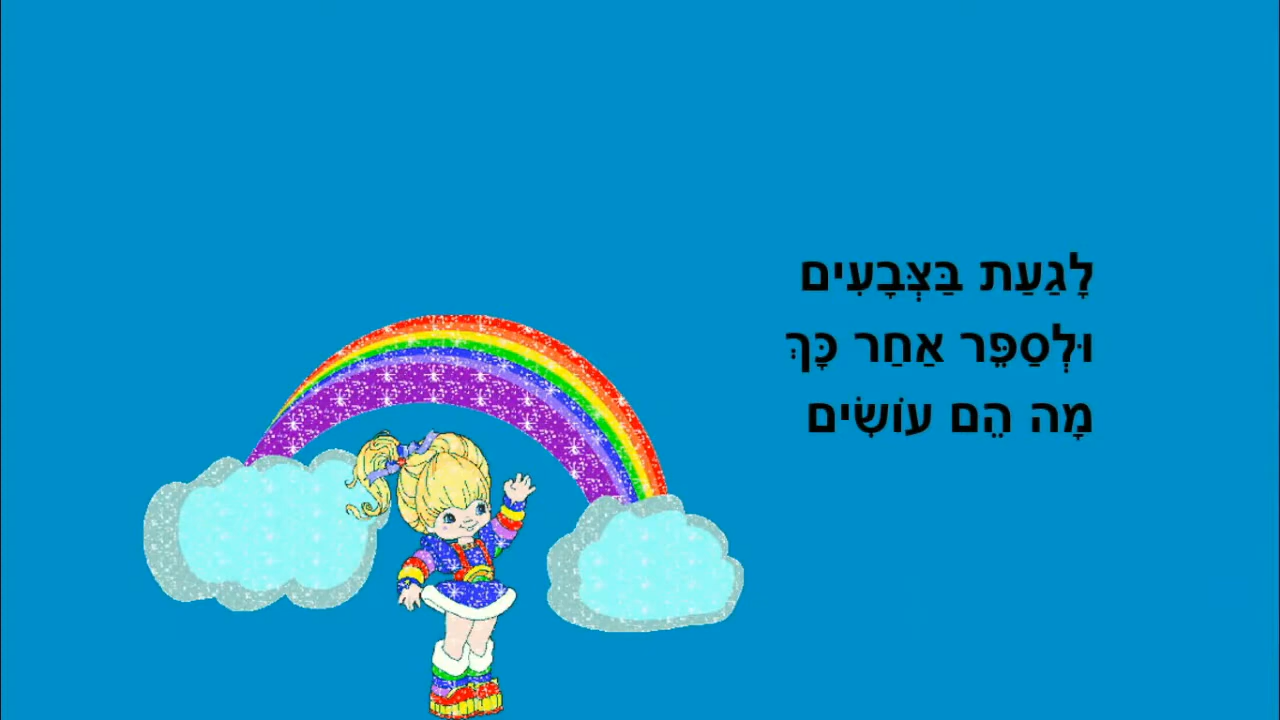 לָגַעַת בַּצְּבָעִים
וּלְסַפֵּר אַחַר כָּךְ
מָה הֵם עוֹשִׂים